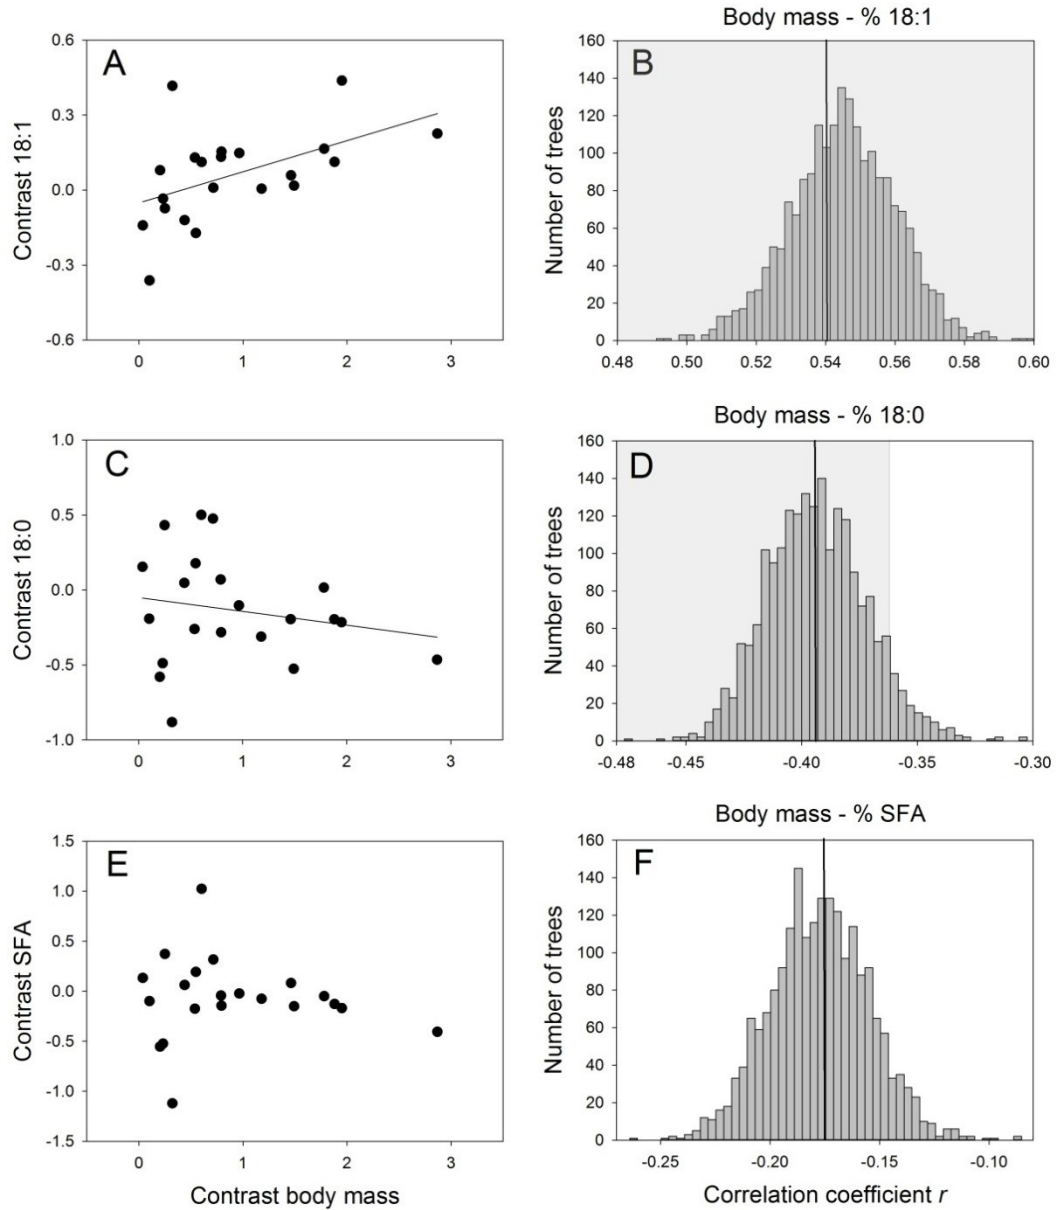 Body mass - % 18:1
A
Contrast 18:1
0.6
0.3
0.0
-0.3
-0.6
0 1 2 3
B
Number of trees
160
140
120
100
80
60
40
20
0
0.48 0.50 0.52 0.54 0.56 0.58 0.60
Body mass - % 18:0
C
Contrast 18:0
1.0
0.5
0.0
-0.5
-1.0
0 1 2 3
D
Number of trees
160
140
120
100
80
60
40
20
0
-0.48 -0.45 -0.40 -0.35 -0.30
Body mass - % SFA
E
Contrast SFA
1.5
1.0
0.5
0.0
-0.5
-1.0
-1.5
0 1 2 3
Contrast body mass
F
Number of trees
160
140
120
100
80
60
40
20
0
-0.25 -0.20 -0.15 -0.10
Correlation coefficient r